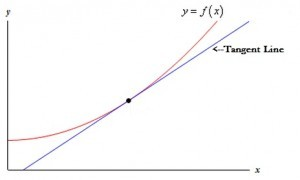 y
y = f(x)
←Tangent Line
x